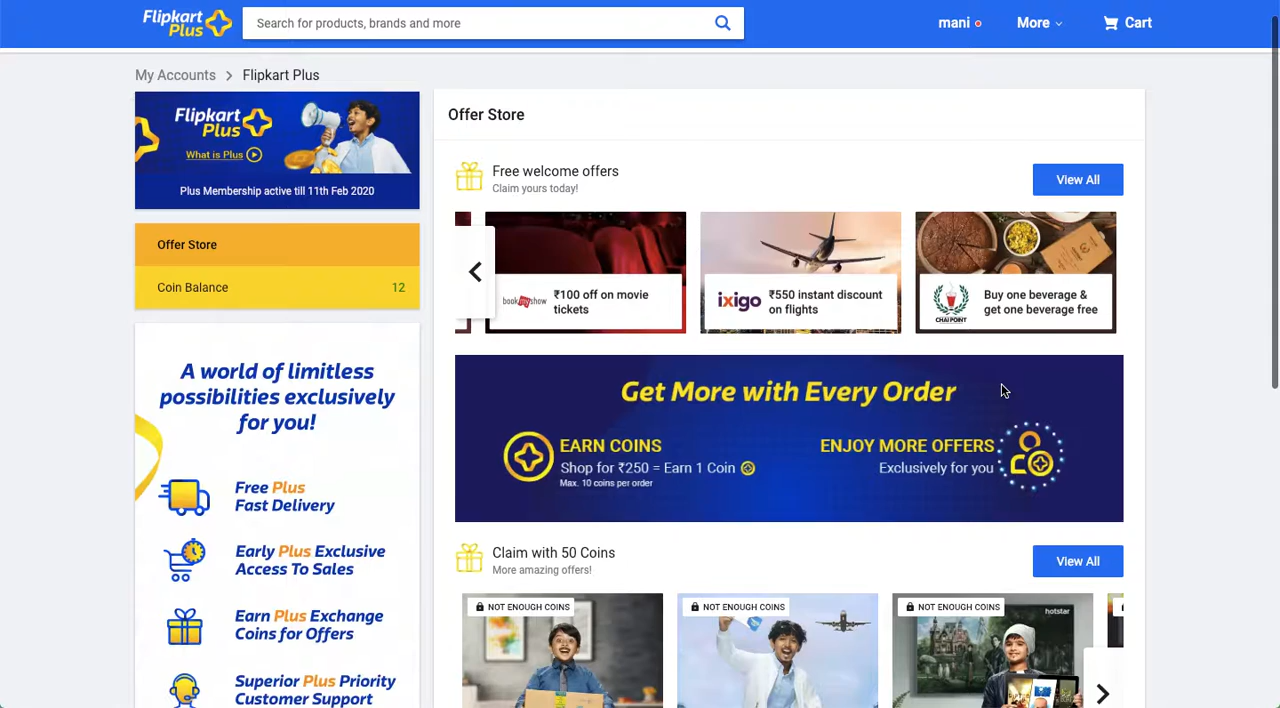 Flipkart
Plus
Search for products, brands and more
mani
More
Cart
My Accounts
Flipkart Plus
Flipkart
Plus
What is Plus
Plus Membership active till 11th Feb 2020
Offer Store
Coin Balance
12
A world of limitless
possibilities exclusively
for you!
Free Plus
Fast Delivery
Early Plus Exclusive
Access To Sales
Earn Plus Exchange
Coins for Offers
Superior Plus Priority
Customer Support
Offer Store
Free welcome offers
Claim yours today!
View All
bookmyshow
₹100 off on movie
tickets
ixigo
₹550 instant discount
on flights
CHAI POINT
Buy one beverage &
get one beverage free
Get More with Every Order
EARN COINS
Shop for ₹250 = Earn 1 Coin
Max. 10 coins per order
ENJOY MORE OFFERS
Exclusively for you
Claim with 50 Coins
More amazing offers!
View All
NOT ENOUGH COINS
NOT ENOUGH COINS
NOT ENOUGH COINS
hotstar